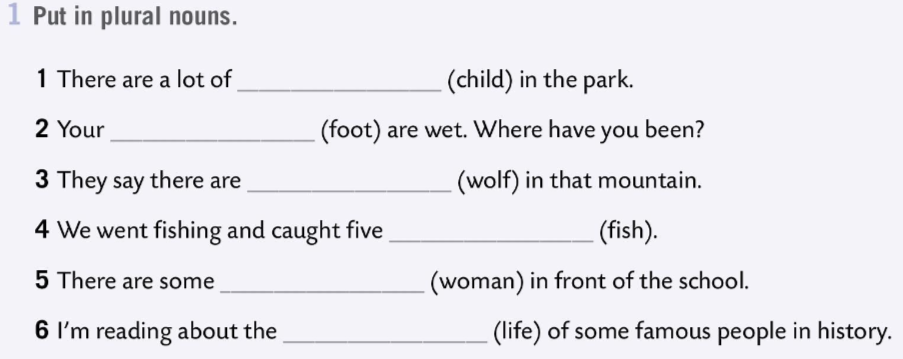 1 Put in plural nouns.
1 There are a lot of ________________ (child) in the park.
2 Your ________________ (foot) are wet. Where have you been?
3 They say there are ________________ (wolf) in that mountain.
4 We went fishing and caught five ________________ (fish).
5 There are some ________________ (woman) in front of the school.
6 I'm reading about the ________________ (life) of some famous people in history.